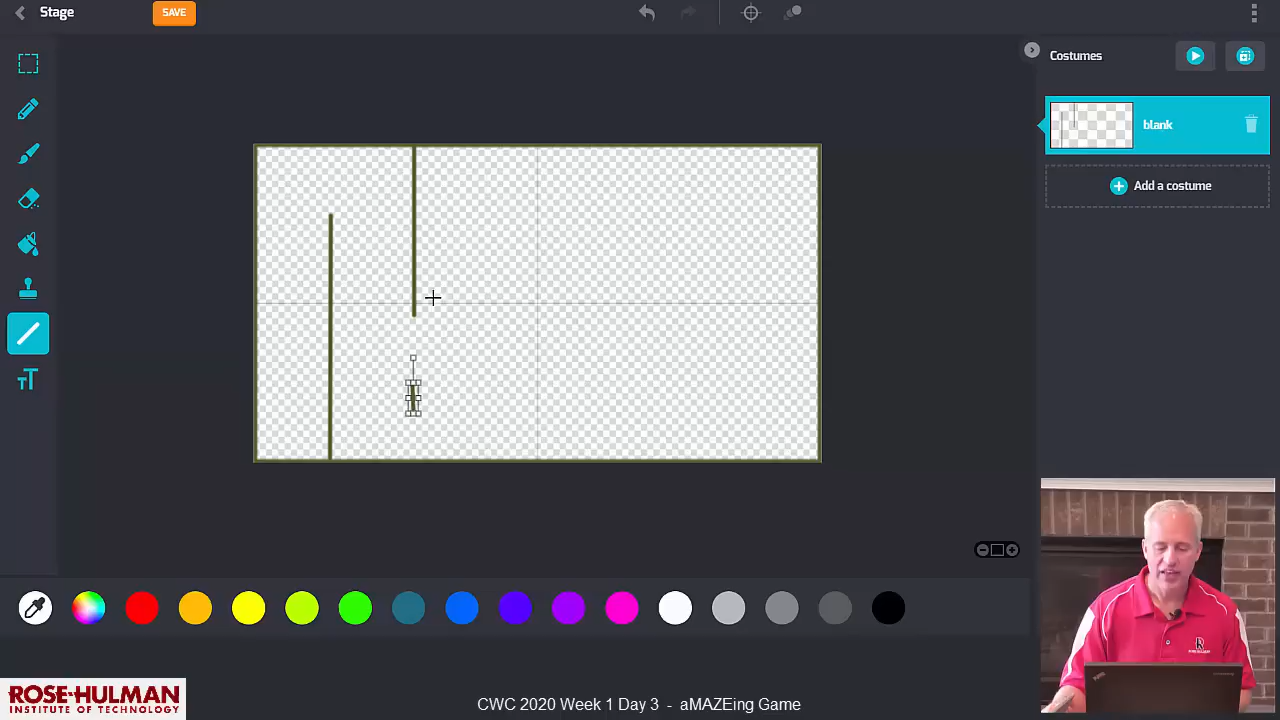 Stage
SAVE
Costumes
blank
Add a costume
TT
ROSE-HULMAN
INSTITUTE OF TECHNOLOGY
CWC 2020 Week 1 Day 3 - aMAZEing Game